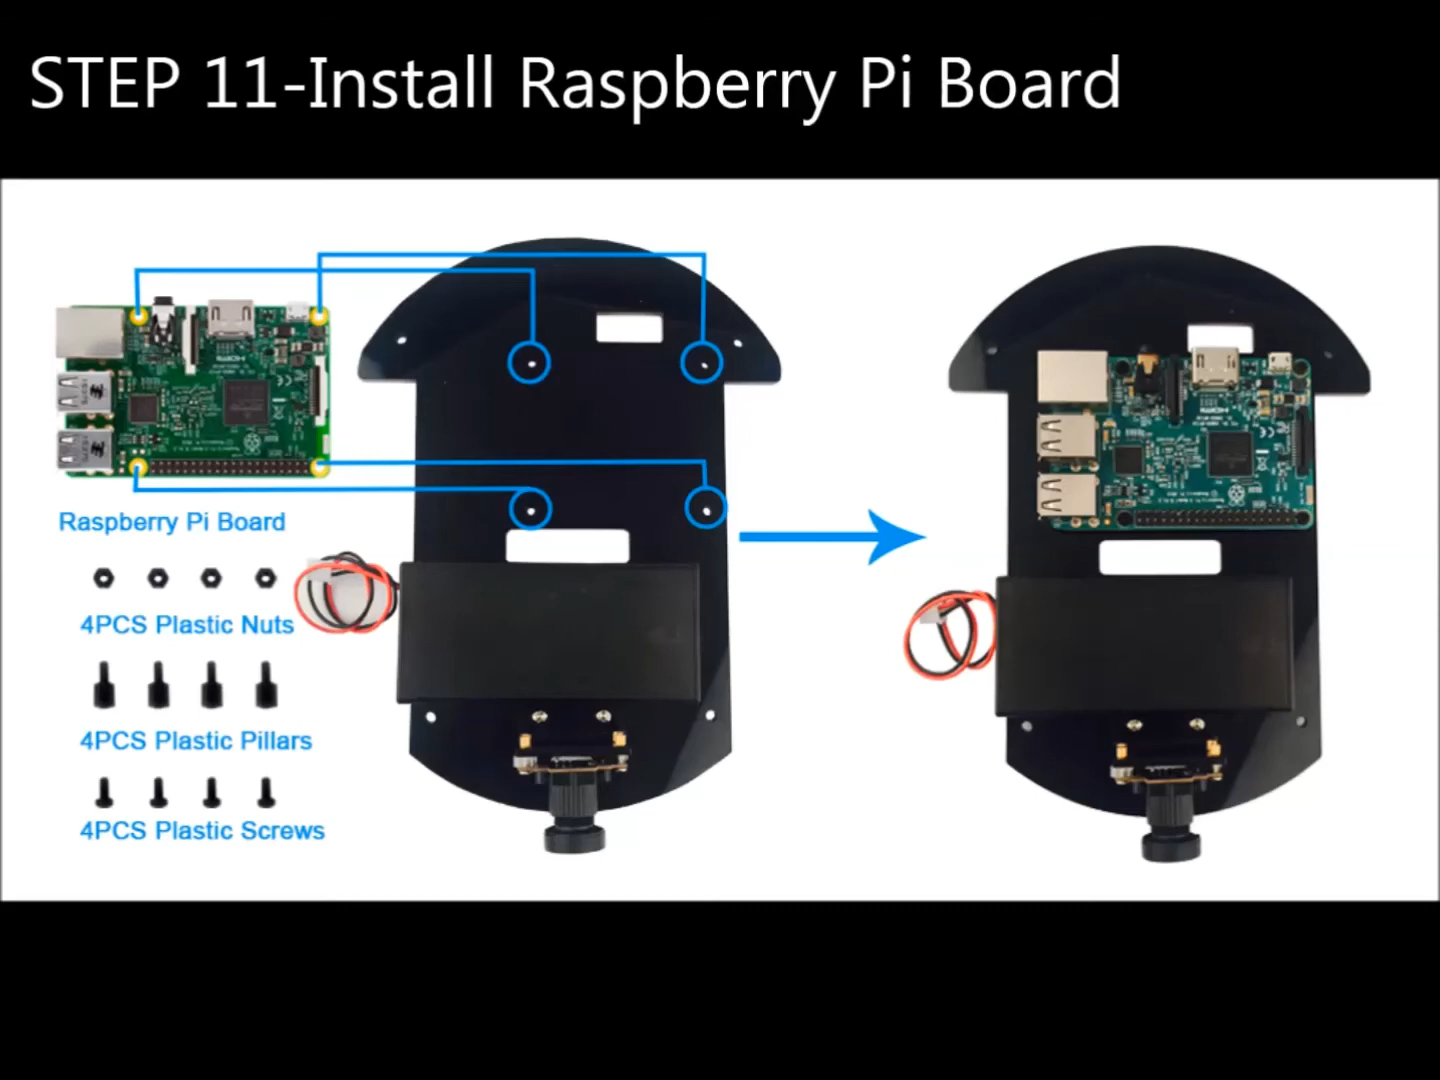 STEP 11-Install Raspberry Pi Board
Raspberry Pi Board
4PCS Plastic Nuts
4PCS Plastic Pillars
4PCS Plastic Screws